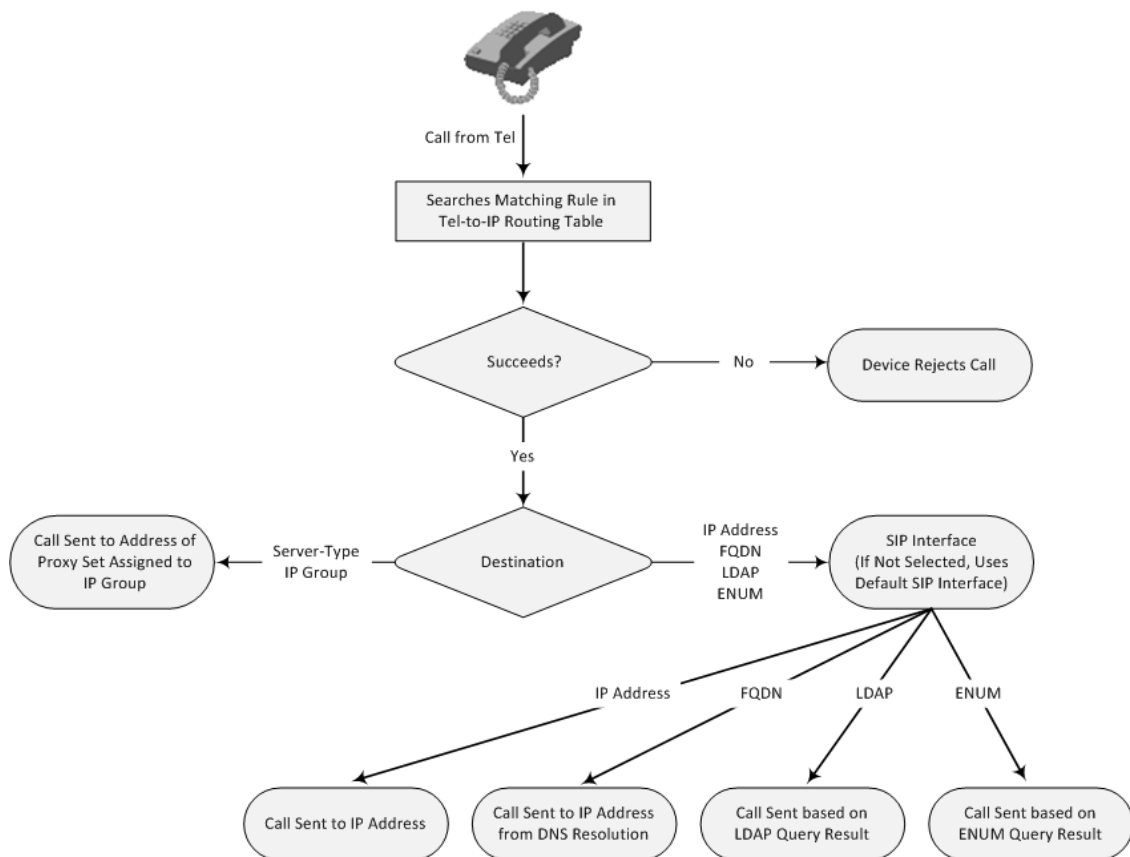 Call from Tel
Searches Matching Rule in
Tel-to-IP Routing Table
Succeeds?
No
Device Rejects Call
Yes
Call Sent to Address of
Proxy Set Assigned to
IP Group
Server-Type
IP Group
Destination
IP Address
FQDN
LDAP
ENUM
SIP Interface
(If Not Selected, Uses
Default SIP Interface)
IP Address
FQDN
LDAP
ENUM
Call Sent to IP Address
Call Sent to IP Address
from DNS Resolution
Call Sent based on
LDAP Query Result
Call Sent based on
ENUM Query Result